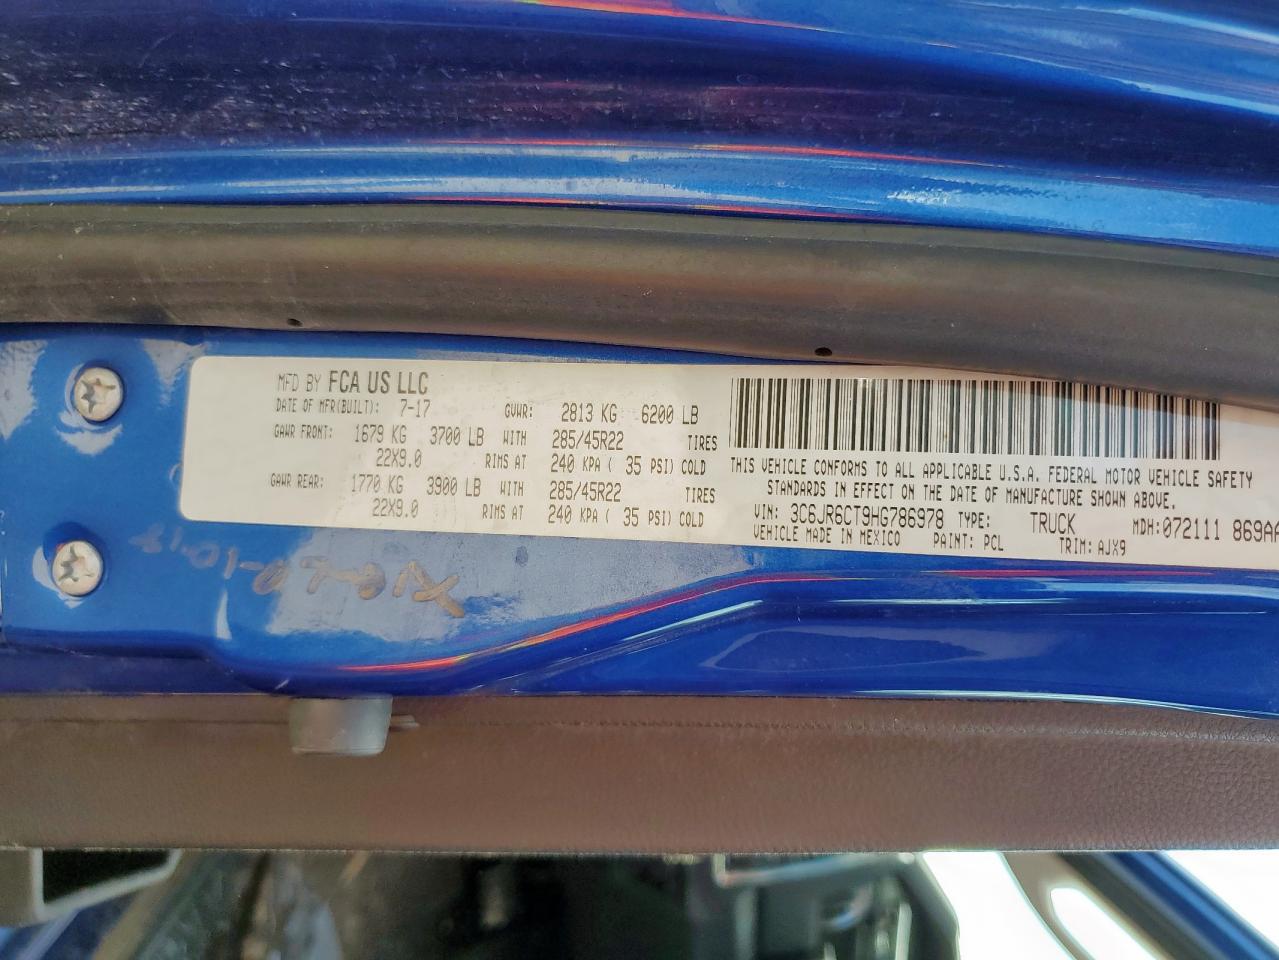 MFD BY FCA US LLC
DATE OF MFR(BUILT): 7-17 GVWR: 2813 KG 6200 LB
GAWR FRONT: 1679 KG 3700 LB WITH 285/45R22 TIRES
22X9.0 RIMS AT 240 KPA ( 35 PSI) COLD
GAWR REAR: 1770 KG 3900 LB WITH 285/45R22 TIRES
22X9.0 RIMS AT 240 KPA ( 35 PSI) COLD
THIS VEHICLE CONFORMS TO ALL APPLICABLE U.S.A. FEDERAL MOTOR VEHICLE SAFETY
STANDARDS IN EFFECT ON THE DATE OF MANUFACTURE SHOWN ABOVE.
VIN: 3C6JR6CT9HG786978 TYPE: TRUCK MDH:072111 869AA
VEHICLE MADE IN MEXICO PAINT: PCL TRIM: AJX9